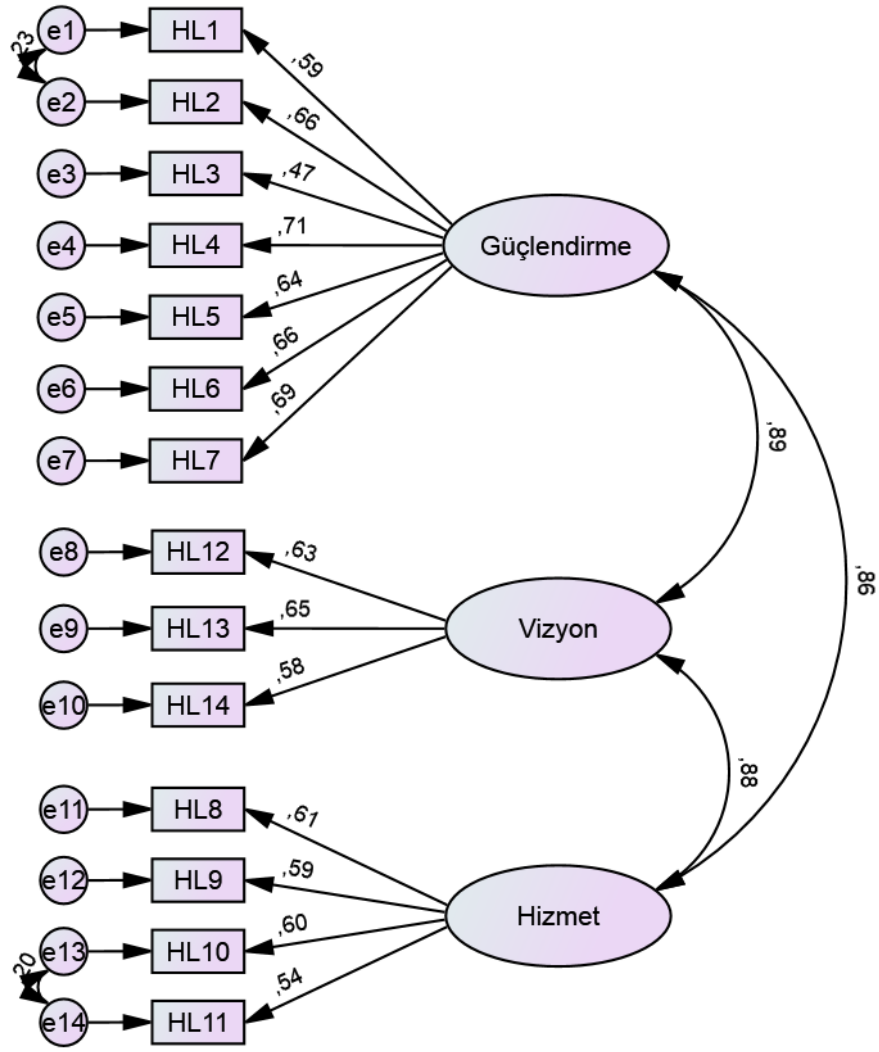 e1 HL1 ,59
,23
e2 HL2 ,66
e3 HL3 ,47
e4 HL4 ,71
Güçlendirme
e5 HL5 ,64
e6 HL6 ,66
e7 HL7 ,69
,89
e8 HL12 ,63
,86
e9 HL13 ,65
Vizyon
e10 HL14 ,58
,88
e11 HL8 ,61
e12 HL9 ,59
Hizmet
e13 HL10 ,60
,20
e14 HL11 ,54